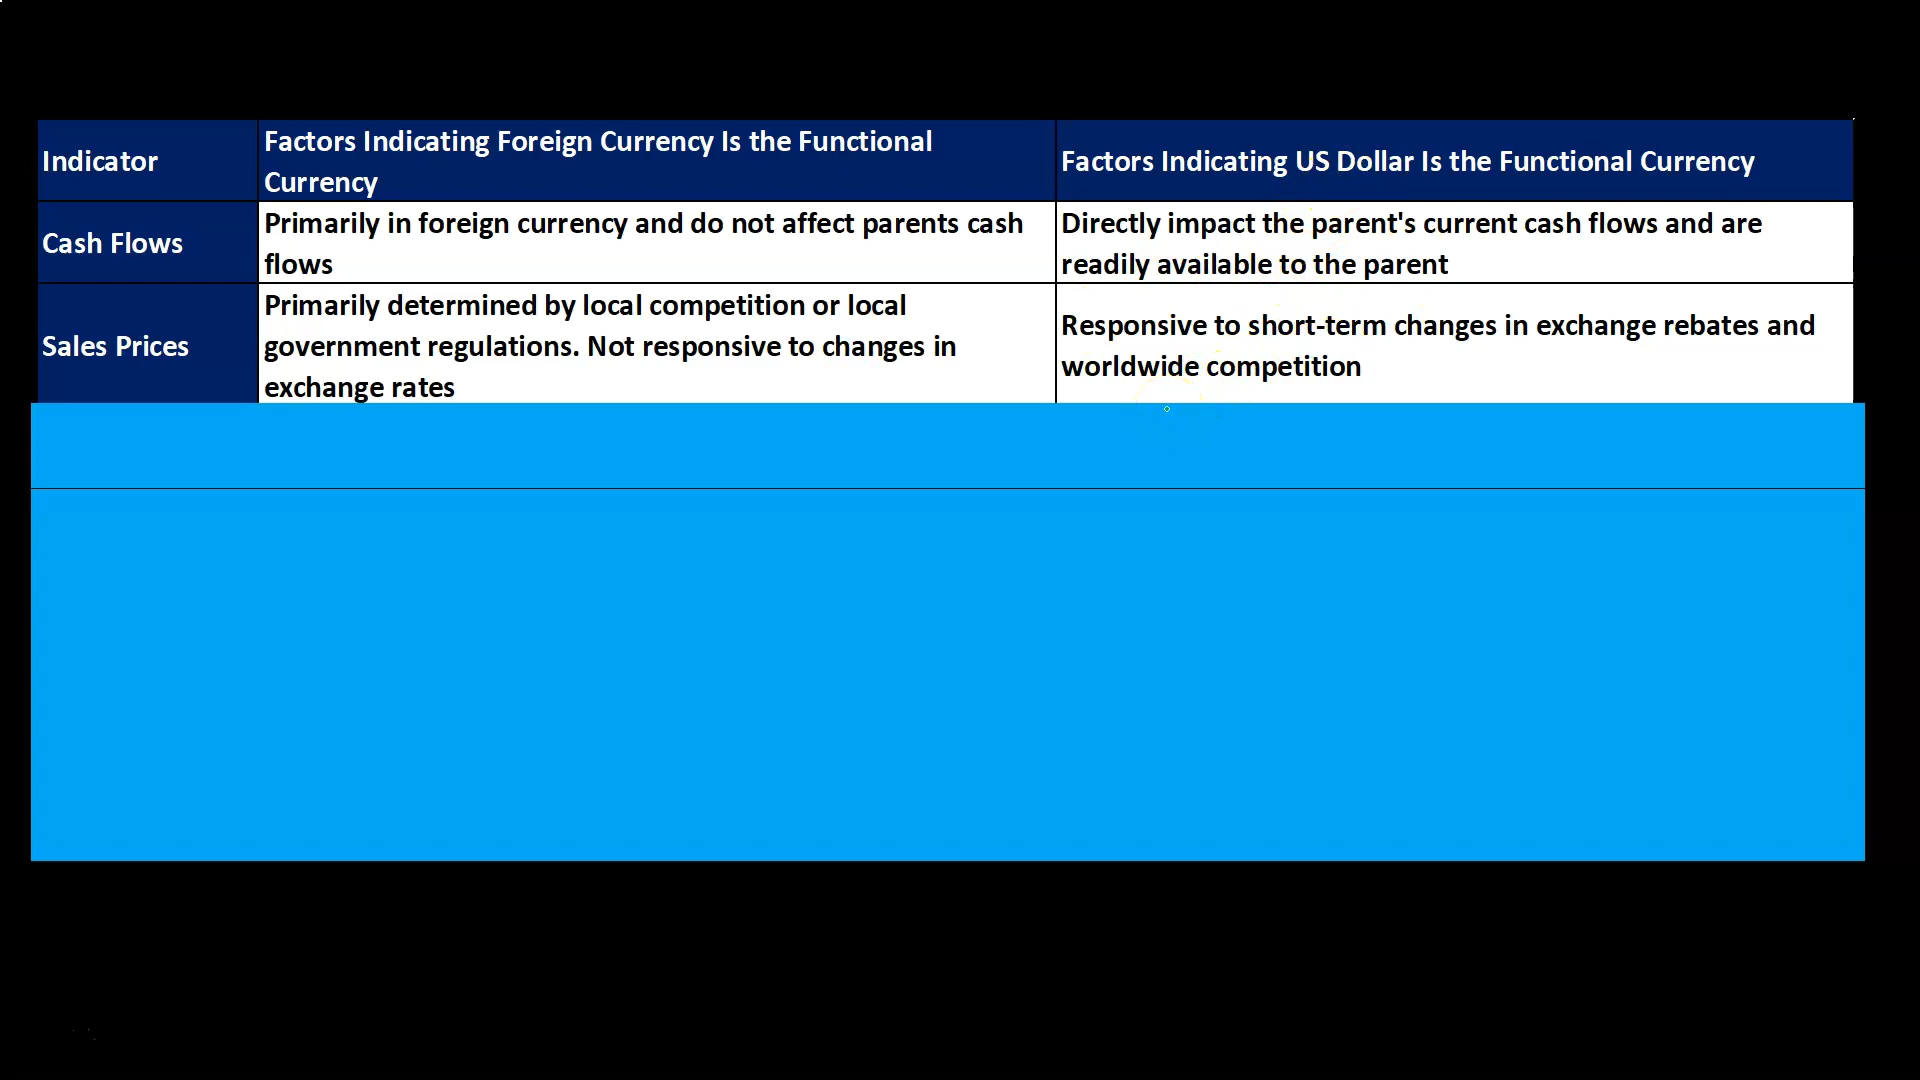 Indicator
Factors Indicating Foreign Currency Is the Functional
Currency
Factors Indicating US Dollar Is the Functional Currency
Cash Flows
Primarily in foreign currency and do not affect parents cash
flows
Directly impact the parent's current cash flows and are
readily available to the parent
Sales Prices
Primarily determined by local competition or local
government regulations. Not responsive to changes in
exchange rates
Responsive to short-term changes in exchange rebates and
worldwide competition